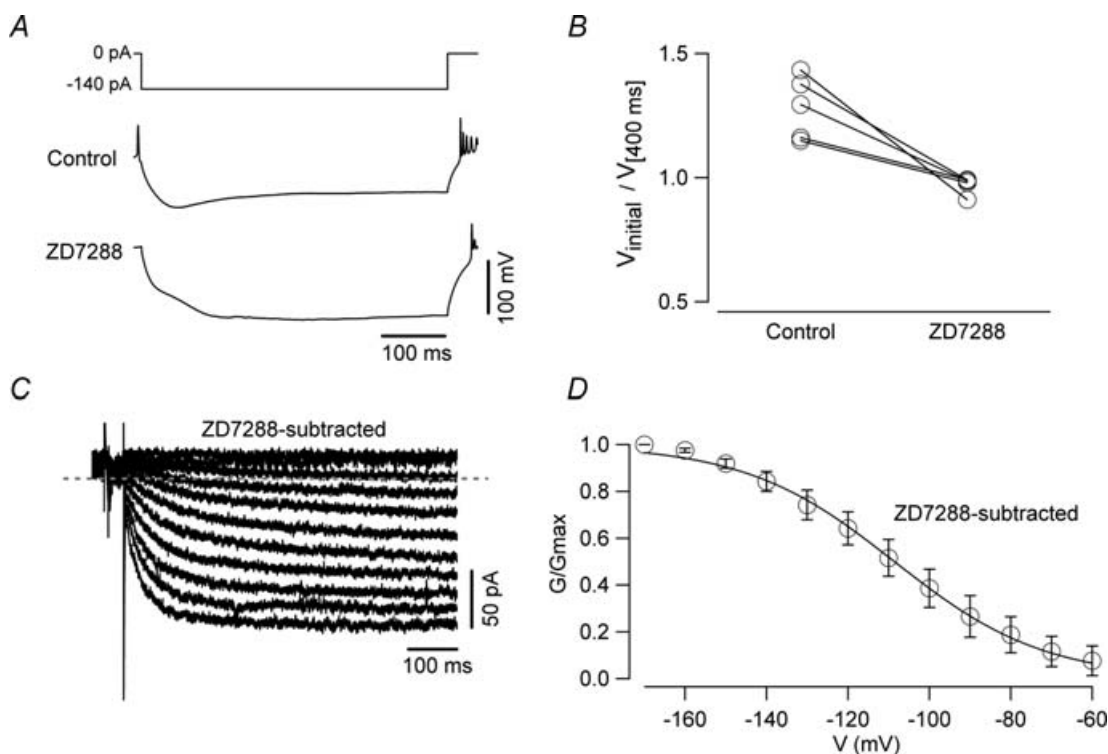 A
0 pA
-140 pA
Control
ZD7288
100 mV
100 ms
B
1.5
1.0
0.5
Vinitial / V[400 ms]
Control
ZD7288
C
ZD7288-subtracted
50 pA
100 ms
D
1.0
0.8
0.6
0.4
0.2
0.0
G/Gmax
ZD7288-subtracted
-160
-140
-120
-100
-80
-60
V (mV)